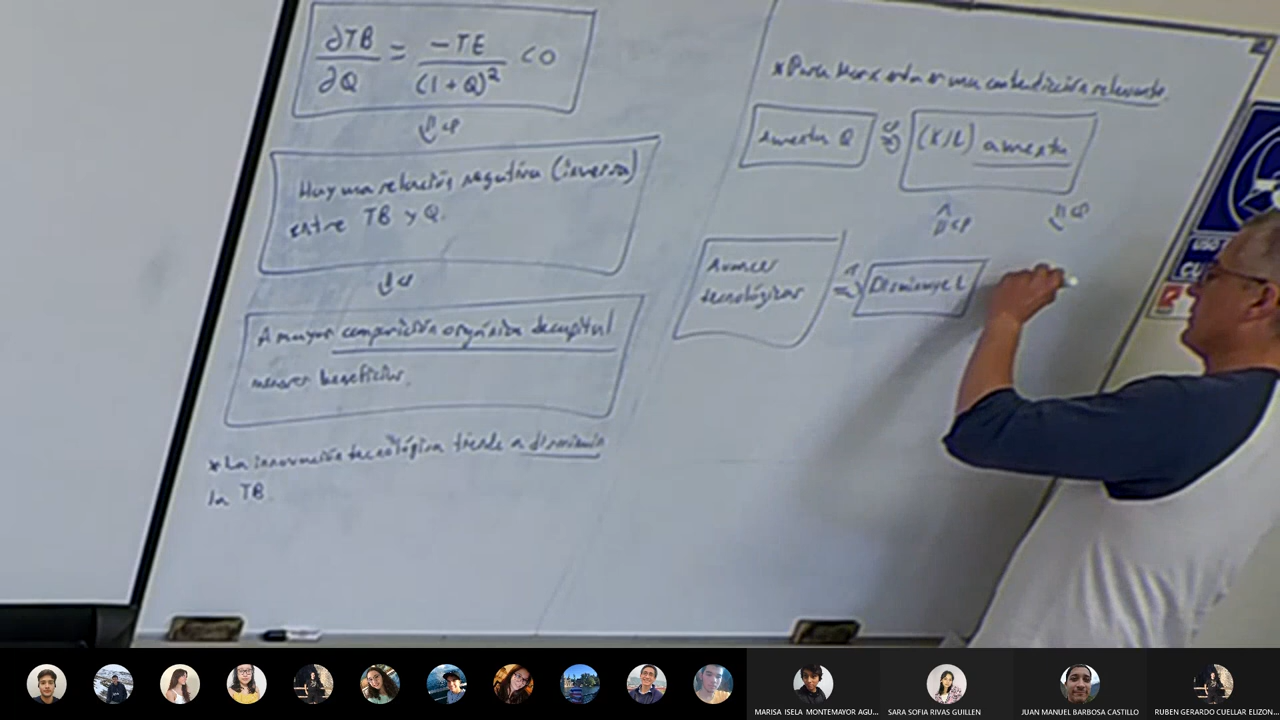 ∂TB/∂Q = -TE/(1+Q)² < 0
Hay una relación negativa (inversa)
entre TB y Q.
A mayor composición orgánica de capital
menores beneficios.
* La innovación tecnológica tiende a disminuir
la TB.
* Para Marx esta es una contradicción relevante.
Aumenta Q ⇒ (K/L) aumenta
Avances
tecnológicos
⇒ Disminuye L
USO
CU
MARISA ISELA MONTEMAYOR AGU...
SARA SOFIA RIVAS GUILLEN
JUAN MANUEL BARBOSA CASTILLO
RUBEN GERARDO CUELLAR ELIZON...